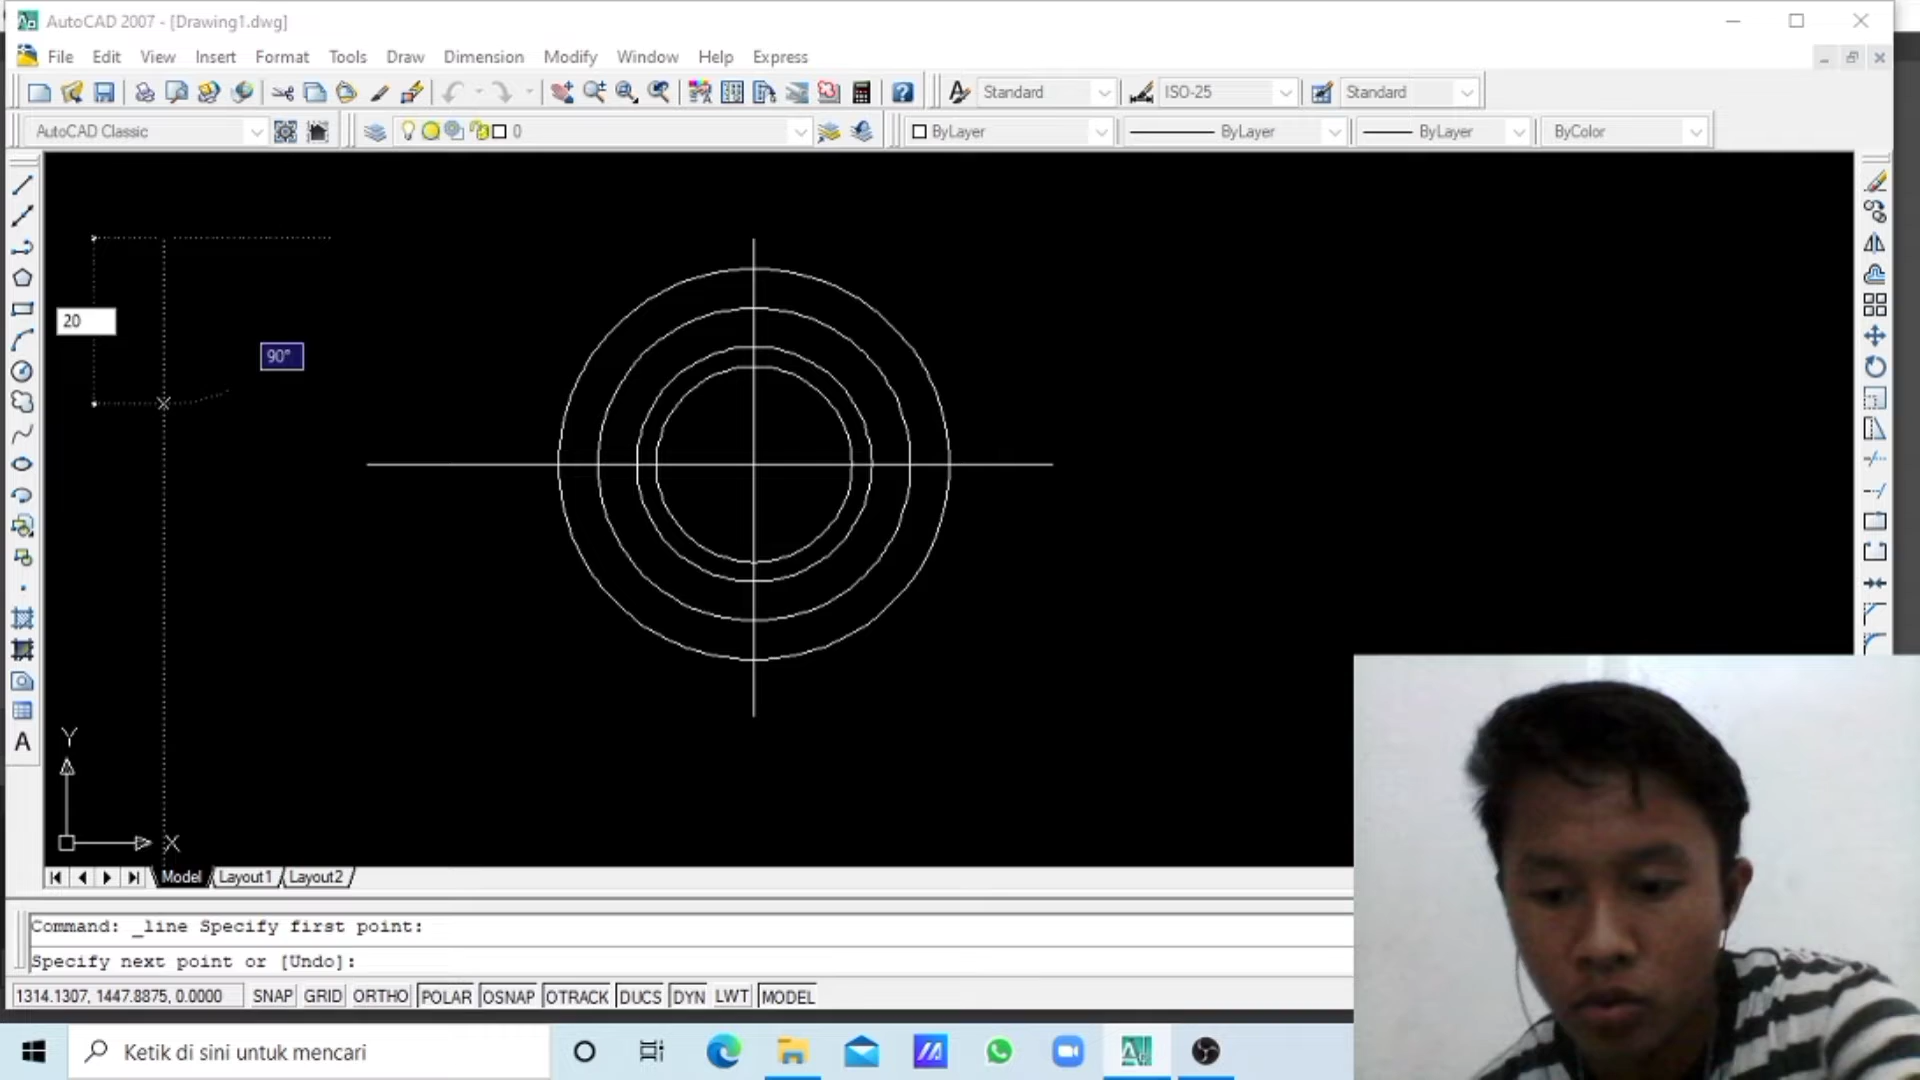 AutoCAD 2007 - [Drawing1.dwg]
File Edit View Insert Format Tools Draw Dimension Modify Window Help Express
Standard ISO-25 Standard
AutoCAD Classic 0 ByLayer ByLayer ByLayer ByColor
20
90°
Y
X
A
Model Layout1 Layout2
Command: _line Specify first point:
Specify next point or [Undo]:
1314.1307, 1447.8875, 0.0000 SNAP GRID ORTHO POLAR OSNAP OTRACK DUCS DYN LWT MODEL
Ketik di sini untuk mencari